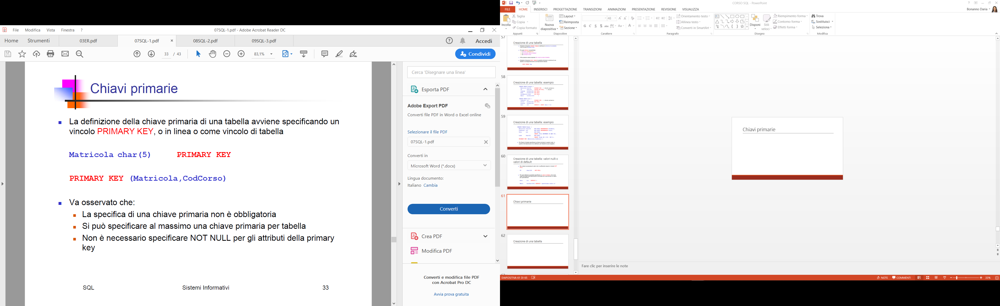 File Modifica Vista Finestra ?
07SQL-1.pdf - Adobe Acrobat Reader DC
Home Strumenti 03ER.pdf 07SQL-1.pdf × 08SQL-2.pdf 09SQL-3.pdf
Accedi
33 / 43
83,1%
Condividi
Chiavi primarie
La definizione della chiave primaria di una tabella avviene specificando un
vincolo PRIMARY KEY, o in linea o come vincolo di tabella
Matricola char(5) PRIMARY KEY
PRIMARY KEY (Matricola,CodCorso)
Va osservato che:
La specifica di una chiave primaria non è obbligatoria
Si può specificare al massimo una chiave primaria per tabella
Non è necessario specificare NOT NULL per gli attributi della primary
key
SQL Sistemi Informativi 33
Cerca 'Disegnare una linea'
Esporta PDF
Adobe Export PDF
Converti file PDF in Word o Excel online
Selezionare il file PDF
07SQL-1.pdf
Converti in
Microsoft Word (*.docx)
Lingua documento:
Italiano Cambia
Converti
Crea PDF
Modifica PDF
Converti e modifica file PDF
con Acrobat Pro DC
Avvia prova gratuita
CORSO SQL - PowerPoint
FILE HOME INSERISCI PROGETTAZIONE TRANSIZIONI ANIMAZIONI PRESENTAZIONE REVISIONE VISUALIZZA
Bonanno Daria
Incolla
Taglia
Copia
Copia formato
Appunti
Nuova
diapositiva
Layout
Reimposta
Sezione
Diapositive
48
G C S S abc AV Aa A
Carattere
Orientamento testo
Allinea testo
Converti in SmartArt
Paragrafo
Disponi
Stili
veloci
Riempimento forma
Contorno forma
Effetti forma
Disegno
Trova
Sostituisci
Seleziona
Modifica
57
Creazione di una tabella
58
Creazione di una tabella: esempio
59
Creazione di una tabella: esempio
60
Creazione di una tabella: valori nulli o
valori di default
61
Chiavi primarie
62
Creazione di una tabella
Chiavi primarie
Fare clic per inserire le note
DIAPOSITIVA 61 DI 65
NOTE COMMENTI 33%